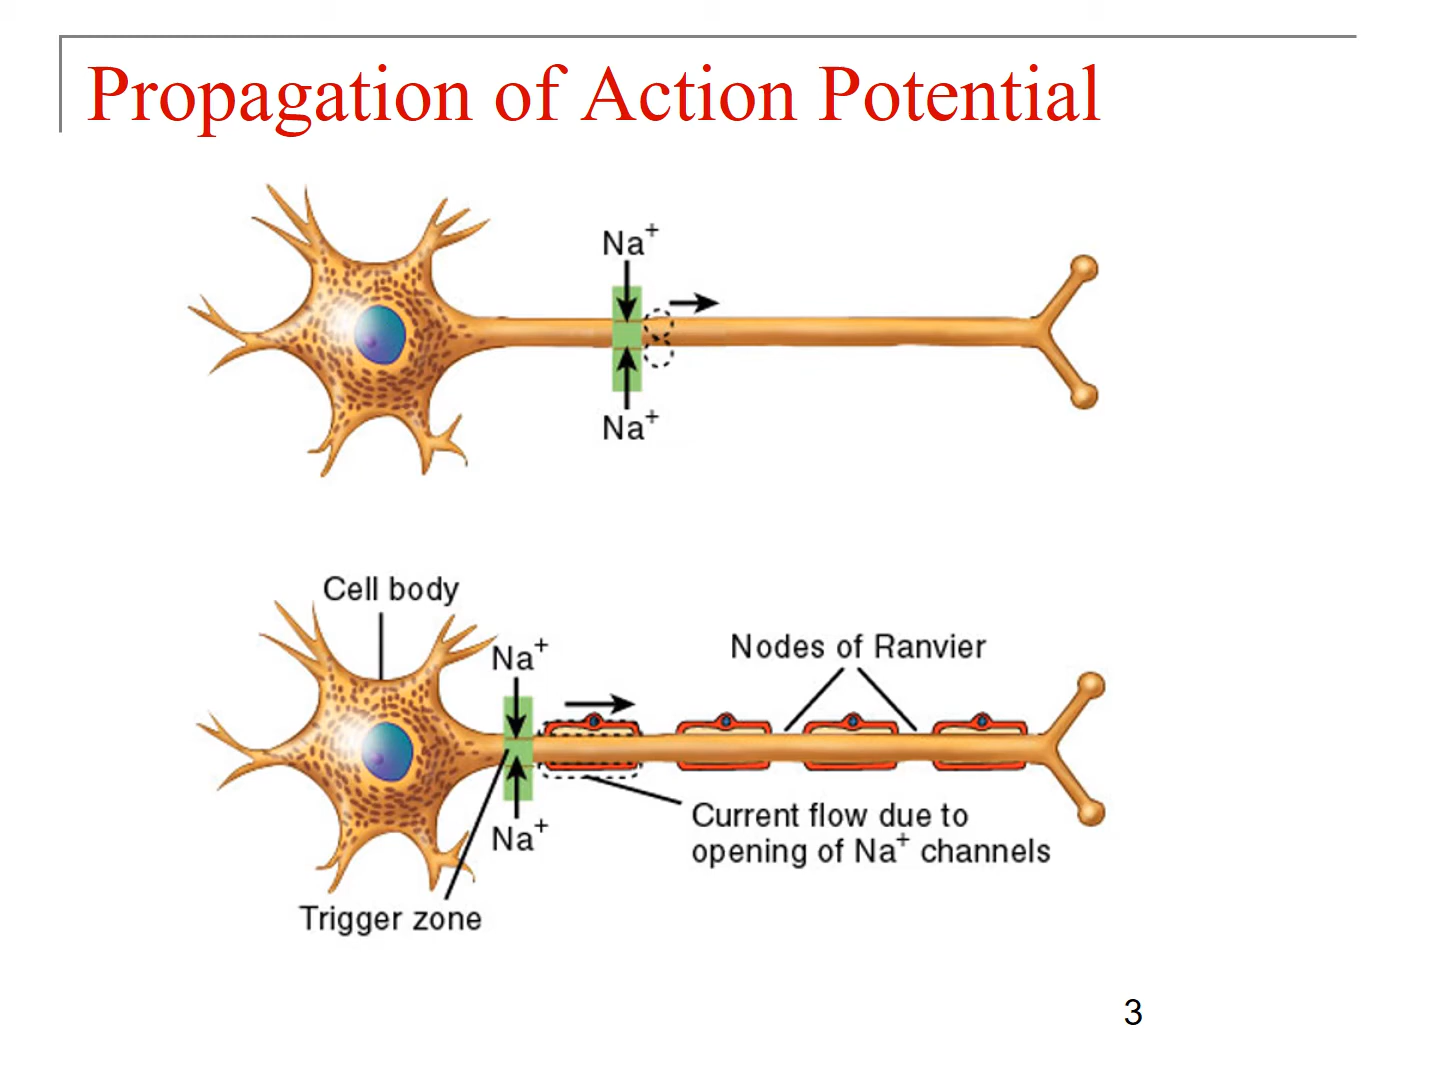 Propagation of Action Potential
Na⁺
Na⁺
Cell body
Na⁺
Nodes of Ranvier
Na⁺
Current flow due to
opening of Na⁺ channels
Trigger zone
3